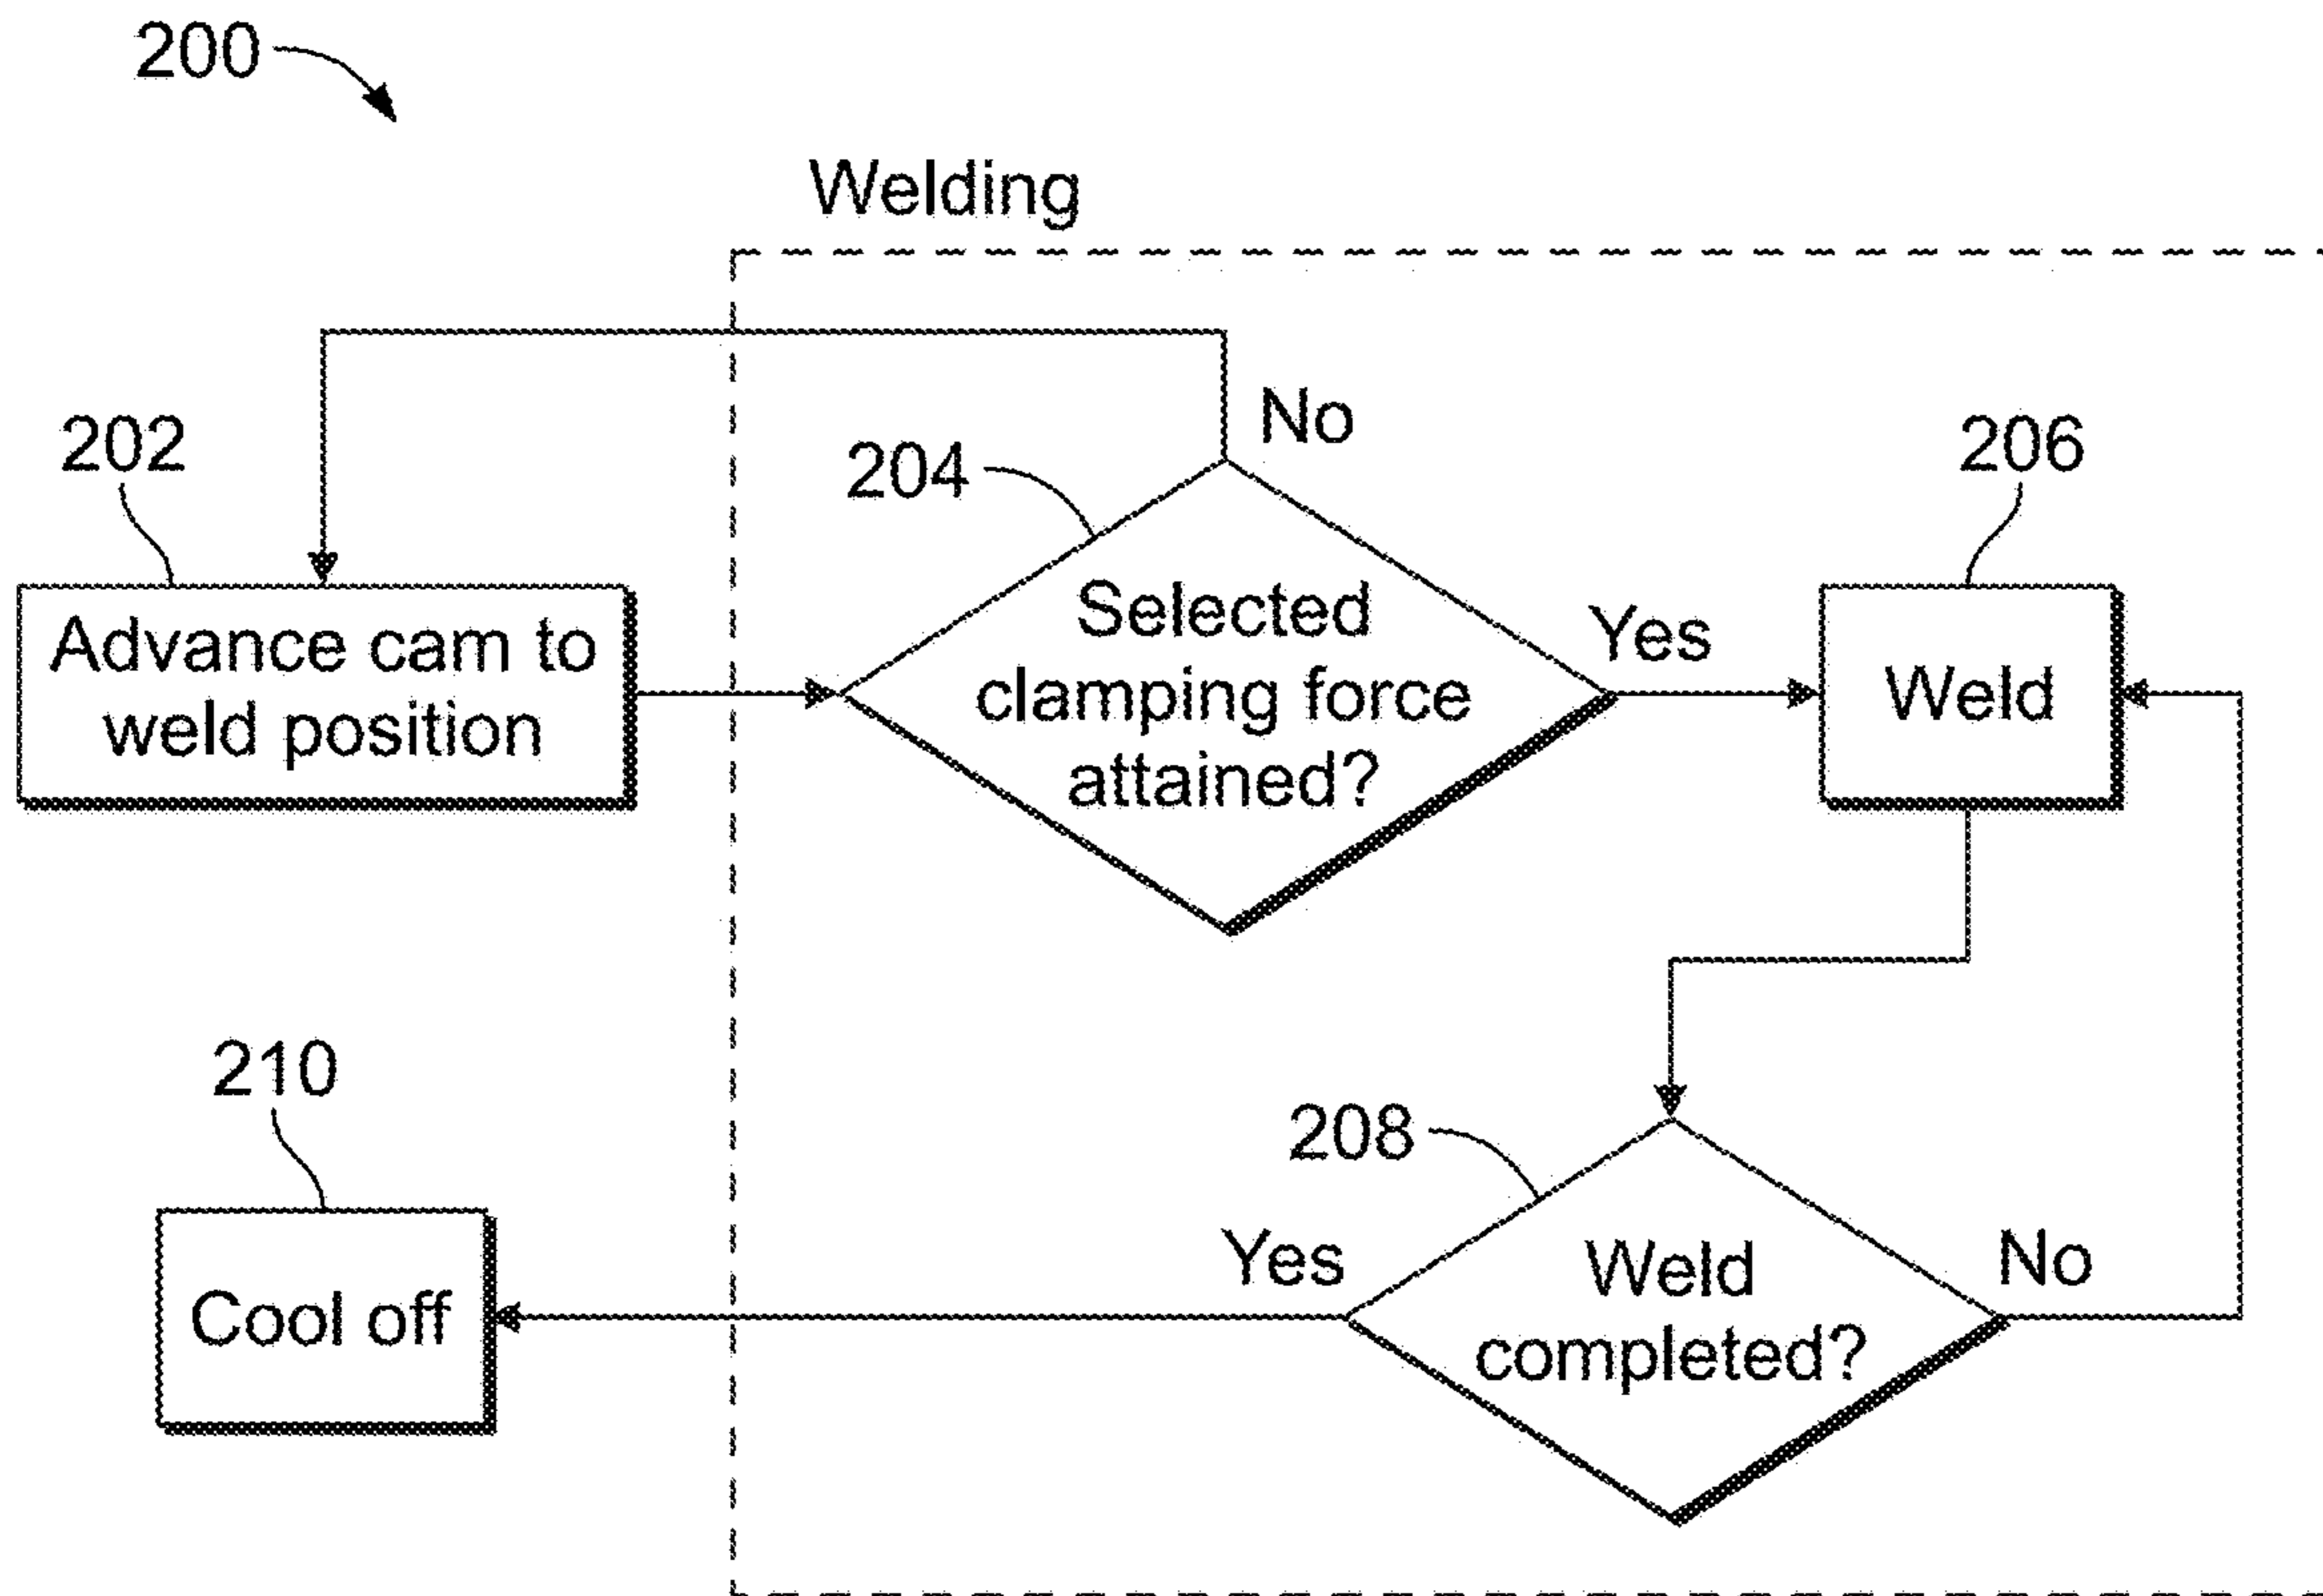 200
Welding
No
202
204
206
Advance cam to
weld position
Selected
clamping force
attained?
Yes
Weld
210
208
Cool off
Yes
Weld
completed?
No